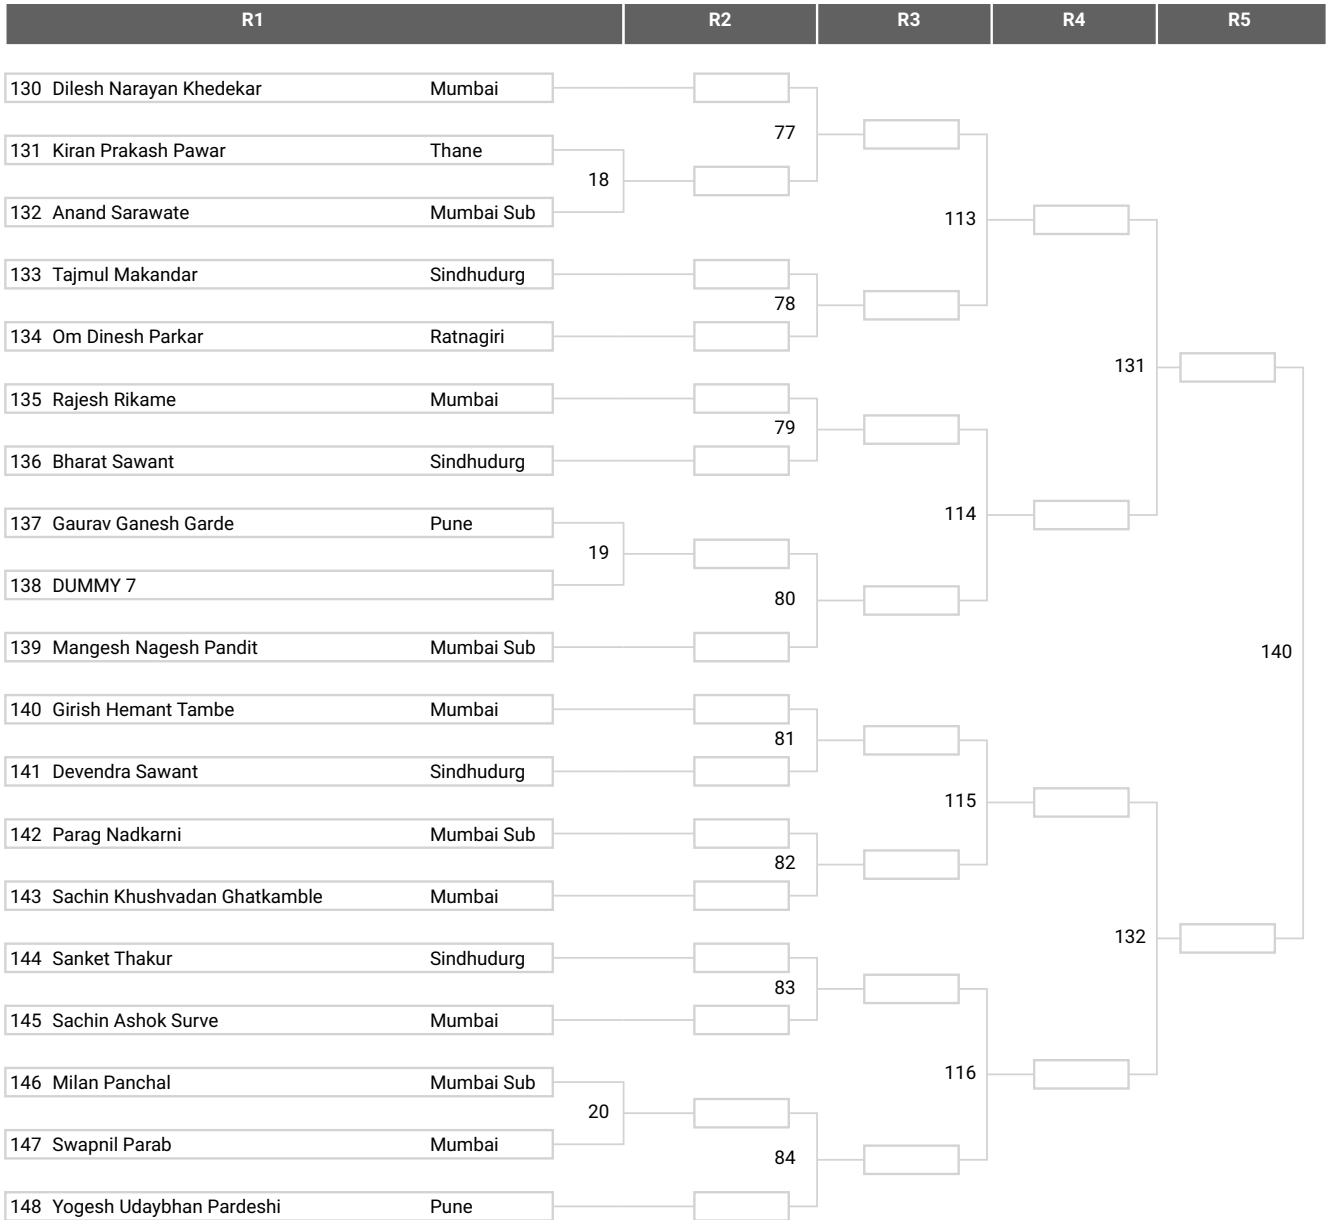 R1 R2 R3 R4 R5
130 Dilesh Narayan Khedekar Mumbai
77
131 Kiran Prakash Pawar Thane
18
132 Anand Sarawate Mumbai Sub
113
133 Tajmul Makandar Sindhudurg
78
134 Om Dinesh Parkar Ratnagiri
131
135 Rajesh Rikame Mumbai
79
136 Bharat Sawant Sindhudurg
114
137 Gaurav Ganesh Garde Pune
19
138 DUMMY 7
80
139 Mangesh Nagesh Pandit Mumbai Sub
140
140 Girish Hemant Tambe Mumbai
81
141 Devendra Sawant Sindhudurg
115
142 Parag Nadkarni Mumbai Sub
82
143 Sachin Khushvadan Ghatkamble Mumbai
132
144 Sanket Thakur Sindhudurg
83
145 Sachin Ashok Surve Mumbai
116
146 Milan Panchal Mumbai Sub
20
147 Swapnil Parab Mumbai
84
148 Yogesh Udaybhan Pardeshi Pune